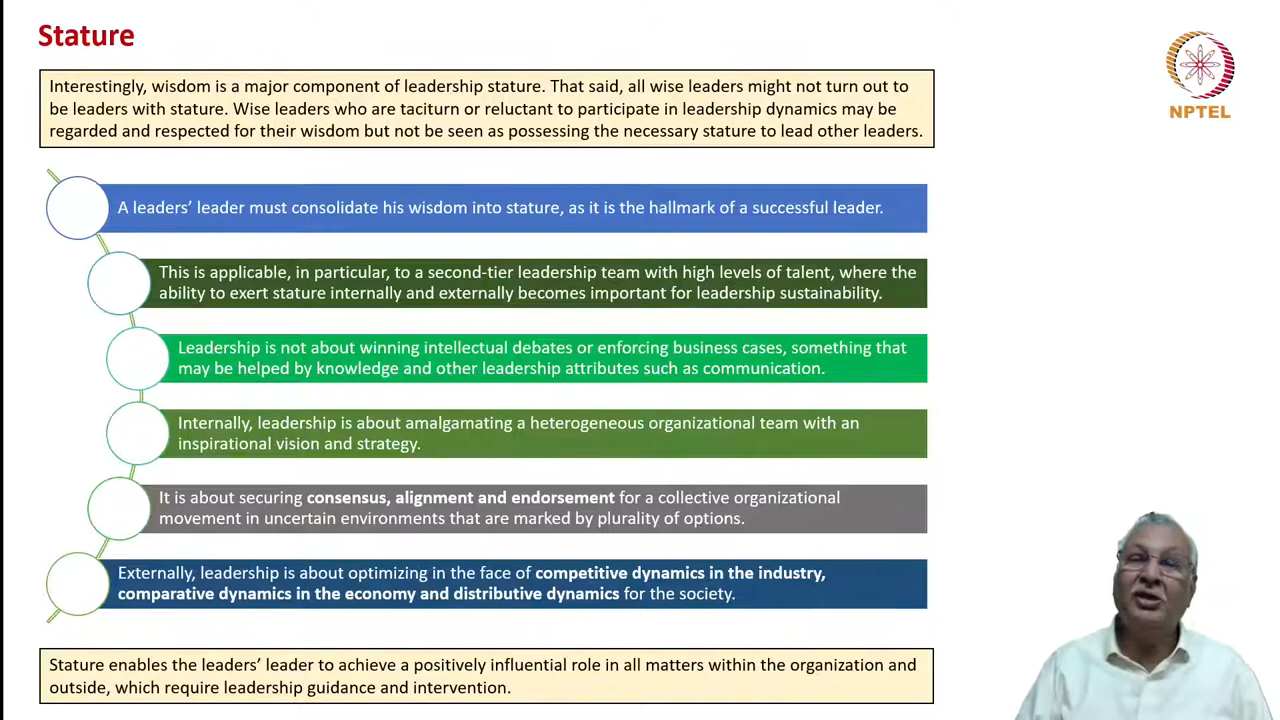 Stature
NPTEL
Interestingly, wisdom is a major component of leadership stature. That said, all wise leaders might not turn out to
be leaders with stature. Wise leaders who are taciturn or reluctant to participate in leadership dynamics may be
regarded and respected for their wisdom but not be seen as possessing the necessary stature to lead other leaders.
A leaders’ leader must consolidate his wisdom into stature, as it is the hallmark of a successful leader.
This is applicable, in particular, to a second-tier leadership team with high levels of talent, where the
ability to exert stature internally and externally becomes important for leadership sustainability.
Leadership is not about winning intellectual debates or enforcing business cases, something that
may be helped by knowledge and other leadership attributes such as communication.
Internally, leadership is about amalgamating a heterogeneous organizational team with an
inspirational vision and strategy.
It is about securing consensus, alignment and endorsement for a collective organizational
movement in uncertain environments that are marked by plurality of options.
Externally, leadership is about optimizing in the face of competitive dynamics in the industry,
comparative dynamics in the economy and distributive dynamics for the society.
Stature enables the leaders’ leader to achieve a positively influential role in all matters within the organization and
outside, which require leadership guidance and intervention.